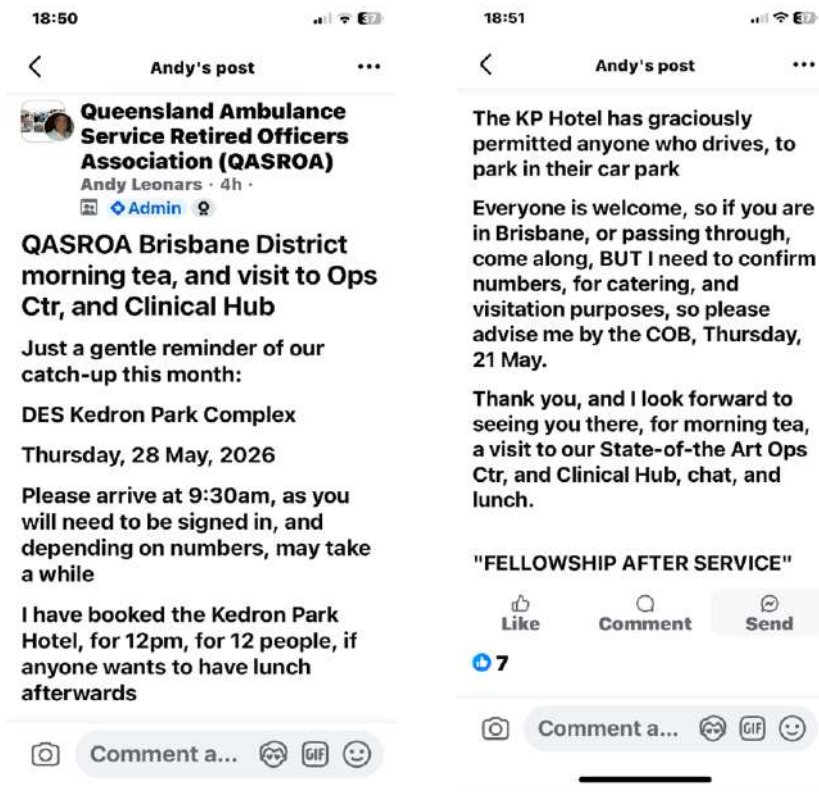 18:50
37
Andy's post
Queensland Ambulance
Service Retired Officers
Association (QASROA)
Andy Leonars · 4h ·
Admin
QASROA Brisbane District
morning tea, and visit to Ops
Ctr, and Clinical Hub
Just a gentle reminder of our
catch-up this month:
DES Kedron Park Complex
Thursday, 28 May, 2026
Please arrive at 9:30am, as you
will need to be signed in, and
depending on numbers, may take
a while
I have booked the Kedron Park
Hotel, for 12pm, for 12 people, if
anyone wants to have lunch
afterwards
Comment a...
GIF
18:51
37
Andy's post
The KP Hotel has graciously
permitted anyone who drives, to
park in their car park
Everyone is welcome, so if you are
in Brisbane, or passing through,
come along, BUT I need to confirm
numbers, for catering, and
visitation purposes, so please
advise me by the COB, Thursday,
21 May.
Thank you, and I look forward to
seeing you there, for morning tea,
a visit to our State-of-the Art Ops
Ctr, and Clinical Hub, chat, and
lunch.
"FELLOWSHIP AFTER SERVICE"
Like Comment Send
7
Comment a...
GIF